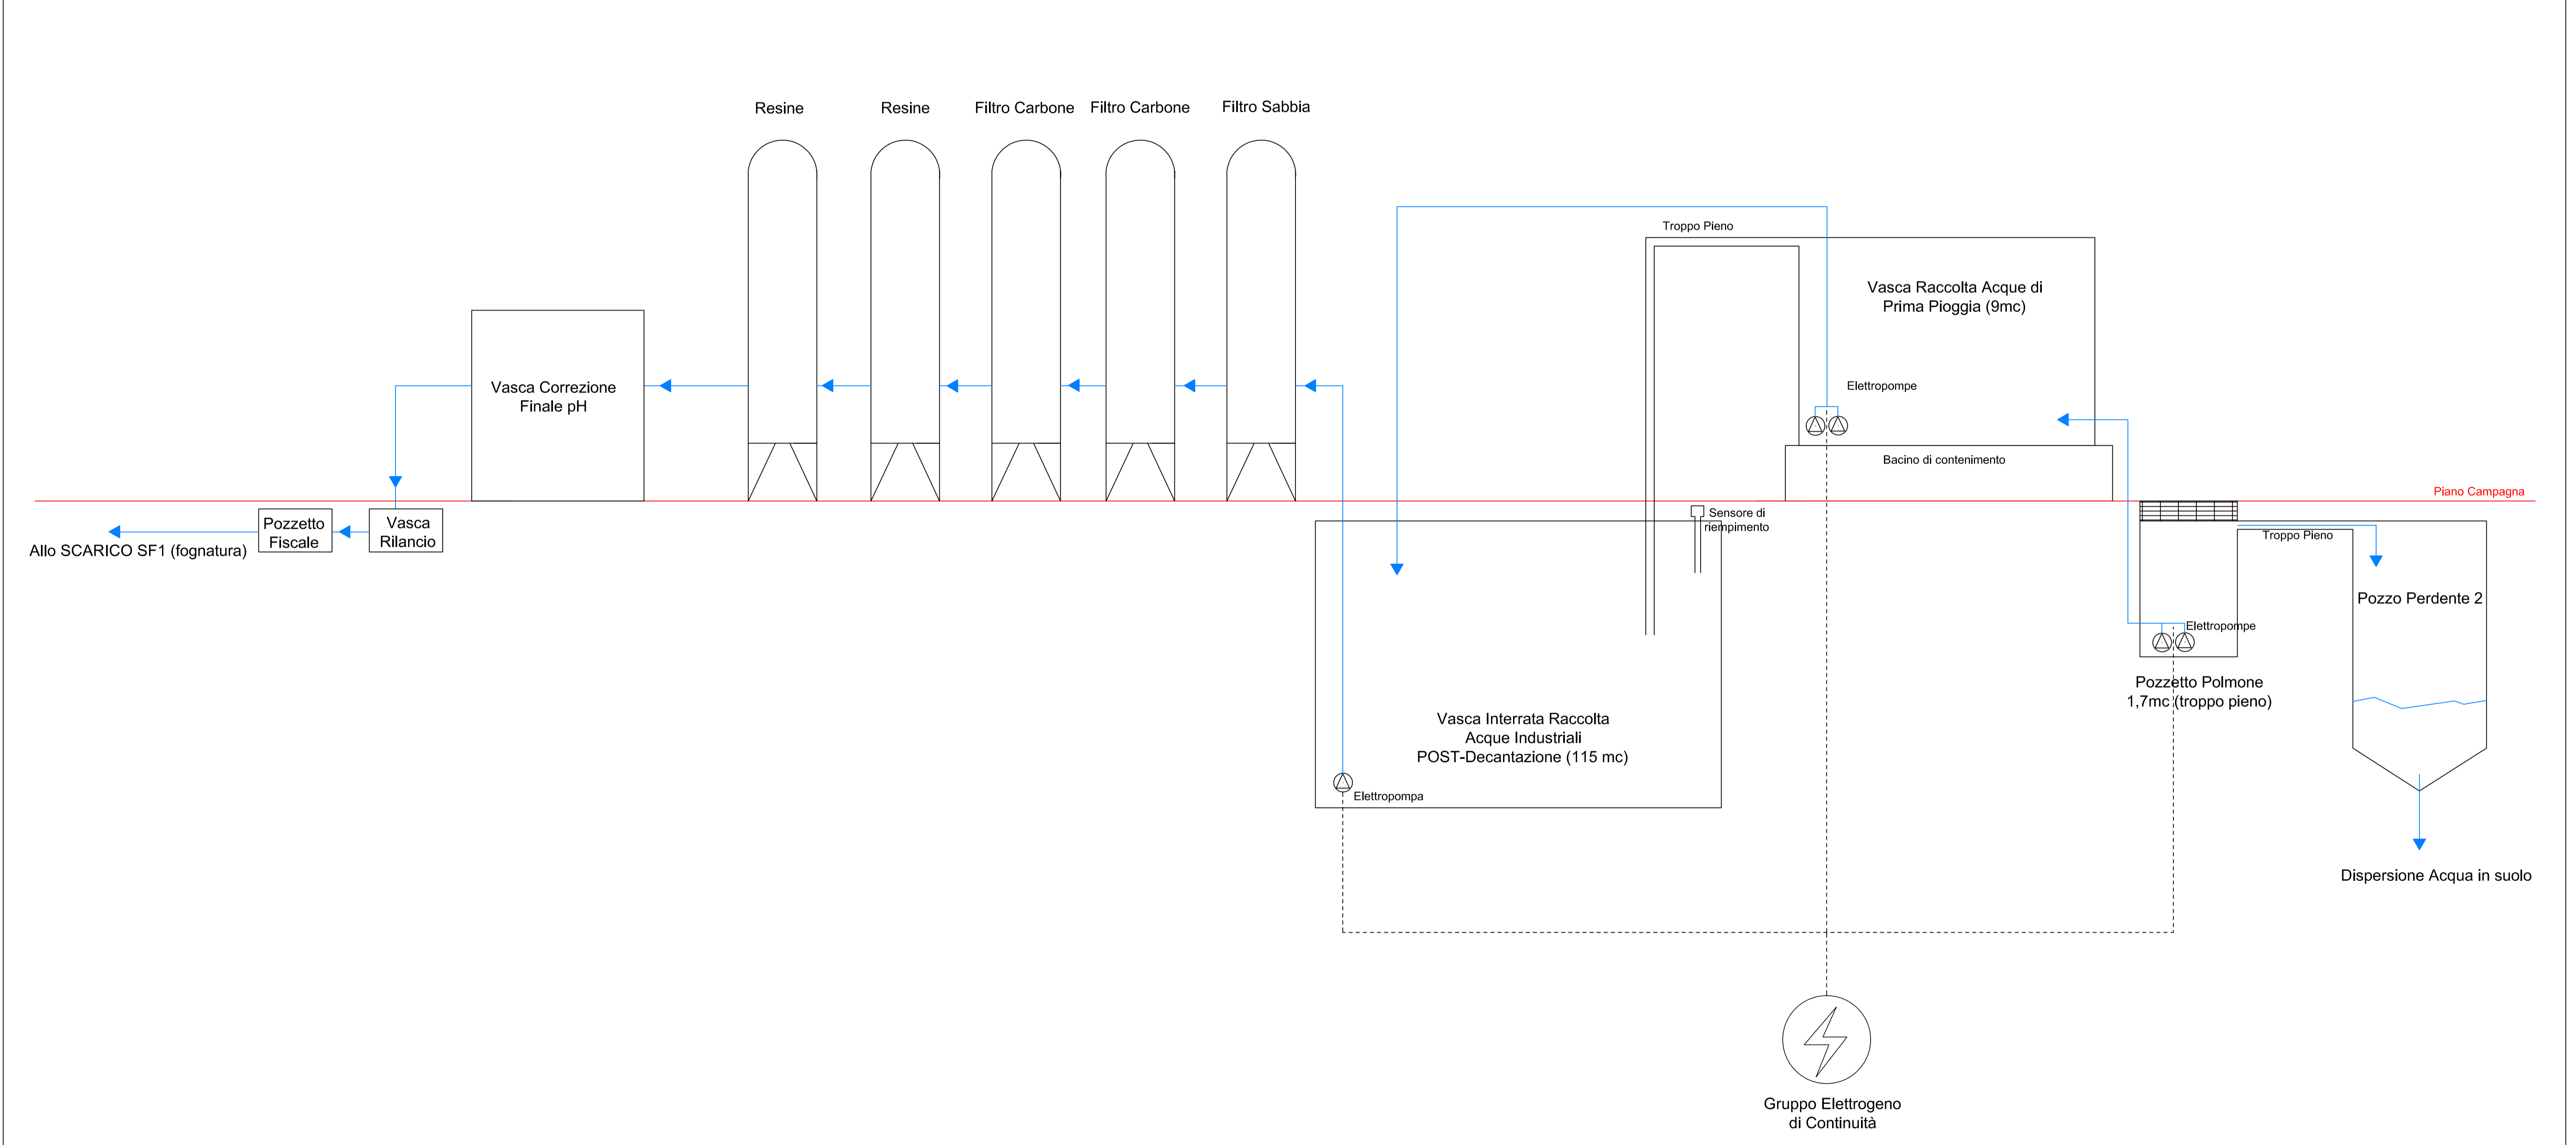 Resine
Resine
Filtro Carbone
Filtro Carbone
Filtro Sabbia
Troppo Pieno
Vasca Raccolta Acque di
Prima Pioggia (9mc)
Elettropompe
Vasca Correzione
Finale pH
Bacino di contenimento
Piano Campagna
Pozzetto
Fiscale
Vasca
Rilancio
Allo SCARICO SF1 (fognatura)
Sensore di
riempimento
Troppo Pieno
Pozzo Perdente 2
Elettropompe
Pozzetto Polmone
1,7mc (troppo pieno)
Vasca Interrata Raccolta
Acque Industriali
POST-Decantazione (115 mc)
Elettropompa
Dispersione Acqua in suolo
Gruppo Elettrogeno
di Continuità